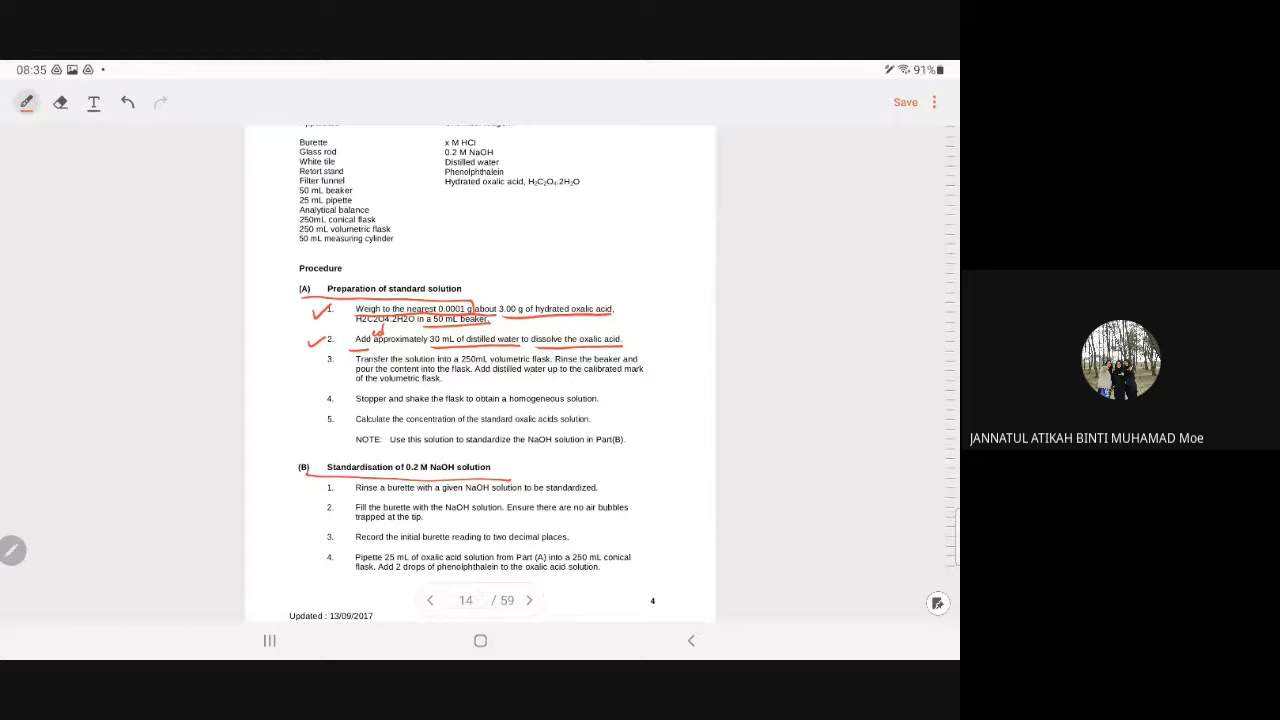 08:35
91%
Save
Burette x M HCl
Glass rod 0.2 M NaOH
White tile Distilled water
Retort stand Phenolphthalein
Filter funnel Hydrated oxalic acid, H2C2O4.2H2O
50 mL beaker
25 mL pipette
Analytical balance
250mL conical flask
250 mL volumetric flask
50 mL measuring cylinder
Procedure
(A) Preparation of standard solution
1. Weigh to the nearest 0.0001 g about 3.00 g of hydrated oxalic acid,
H2C2O4.2H2O in a 50 mL beaker.
ed
2. Add approximately 30 mL of distilled water to dissolve the oxalic acid.
3. Transfer the solution into a 250mL volumetric flask. Rinse the beaker and
pour the content into the flask. Add distilled water up to the calibrated mark
of the volumetric flask.
4. Stopper and shake the flask to obtain a homogeneous solution.
5. Calculate the concentration of the standard oxalic acids solution.
NOTE: Use this solution to standardize the NaOH solution in Part(B).
(B) Standardisation of 0.2 M NaOH solution
1. Rinse a burette with a given NaOH solution to be standardized.
2. Fill the burette with the NaOH solution. Ensure there are no air bubbles
trapped at the tip.
3. Record the initial burette reading to two decimal places.
4. Pipette 25 mL of oxalic acid solution from Part (A) into a 250 mL conical
flask. Add 2 drops of phenolphthalein to the oxalic acid solution.
14 / 59
4
Updated : 13/09/2017
JANNATUL ATIKAH BINTI MUHAMAD Moe